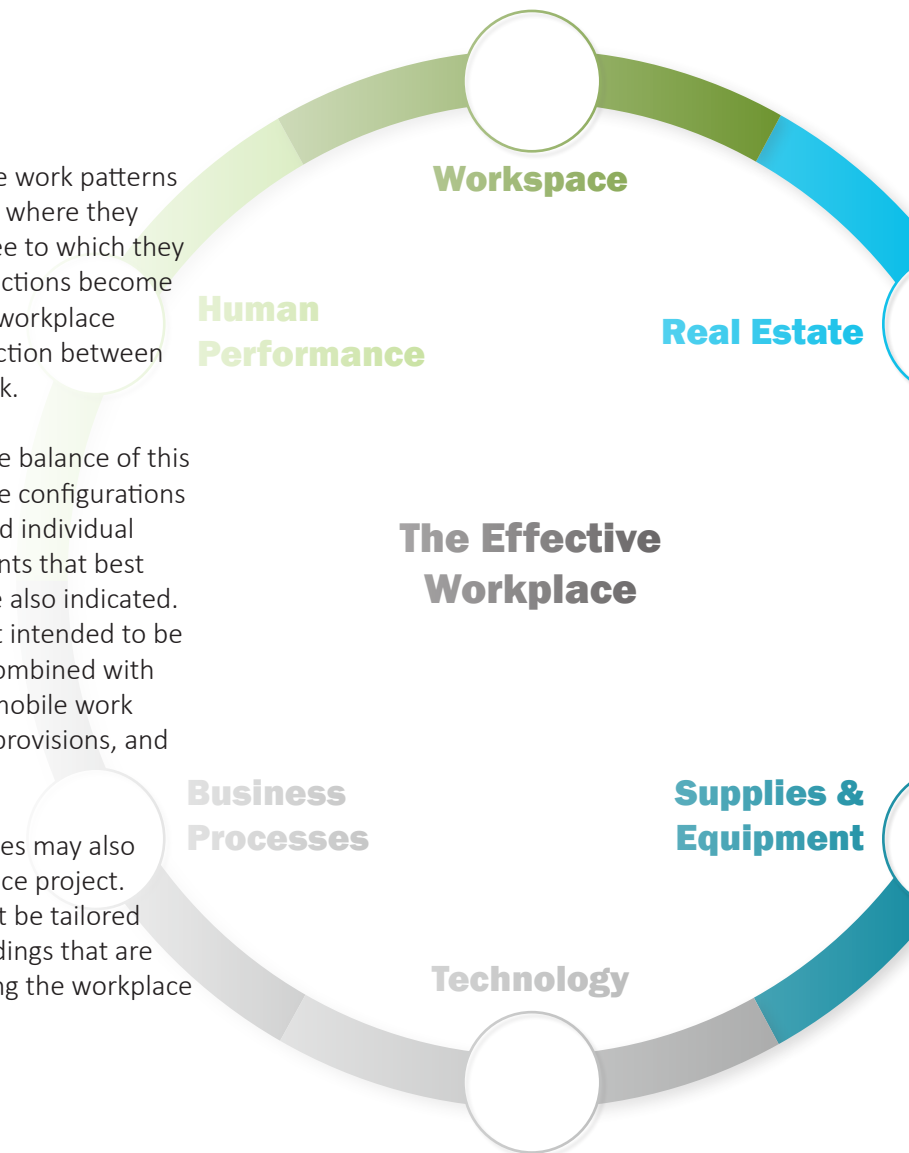 e work patterns
where they
ee to which they
ctions become
workplace
ction between
k.
e balance of this
e configurations
d individual
nts that best
e also indicated.
t intended to be
ombined with
mobile work
provisions, and
es may also
ce project.
t be tailored
dings that are
ng the workplace
Workspace
Human
Performance
Real Estate
The Effective
Workplace
Business
Processes
Supplies &
Equipment
Technology